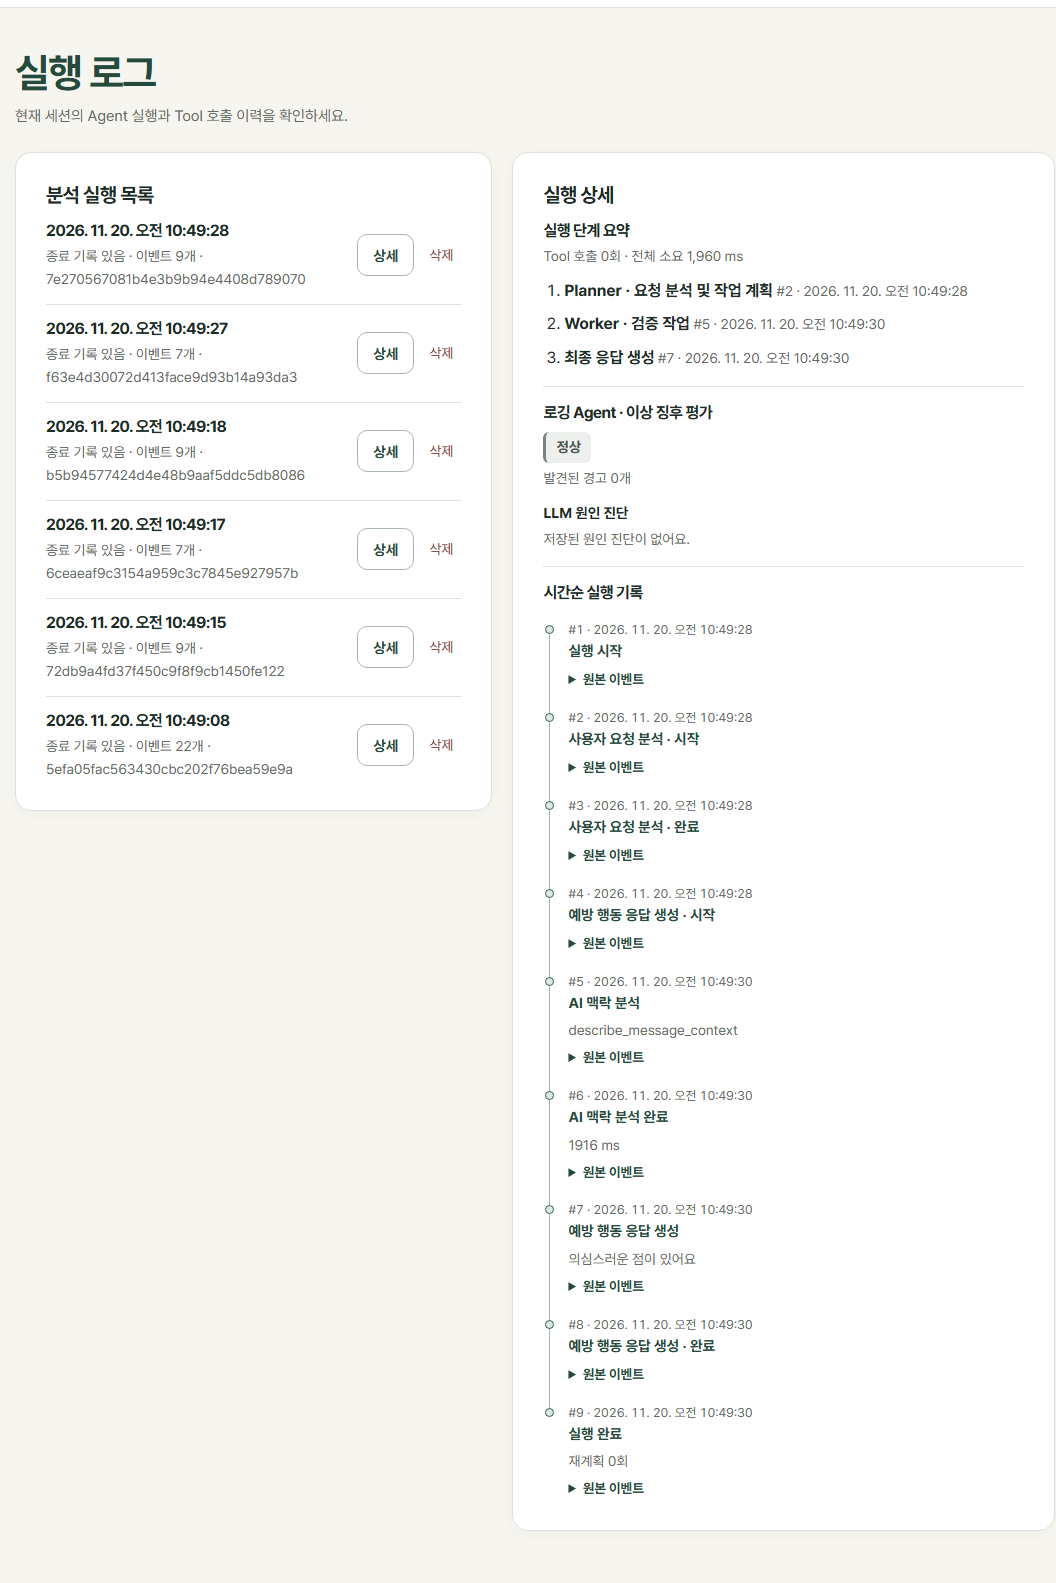 실행 로그
현재 세션의 Agent 실행과 Tool 호출 이력을 확인하세요.
분석 실행 목록
2026. 11. 20. 오전 10:49:28
종료 기록 있음 · 이벤트 9개 ·
7e270567081b4e3b9b94e4408d789070
상세
삭제
2026. 11. 20. 오전 10:49:27
종료 기록 있음 · 이벤트 7개 ·
f63e4d30072d413face9d93b14a93da3
상세
삭제
2026. 11. 20. 오전 10:49:18
종료 기록 있음 · 이벤트 9개 ·
b5b94577424d4e48b9aaf5ddc5db8086
상세
삭제
2026. 11. 20. 오전 10:49:17
종료 기록 있음 · 이벤트 7개 ·
6ceaeaf9c3154a959c3c7845e927957b
상세
삭제
2026. 11. 20. 오전 10:49:15
종료 기록 있음 · 이벤트 9개 ·
72db9a4fd37f450c9f8f9cb1450fe122
상세
삭제
2026. 11. 20. 오전 10:49:08
종료 기록 있음 · 이벤트 22개 ·
5efa05fac563430cbc202f76bea59e9a
상세
삭제
실행 상세
실행 단계 요약
Tool 호출 0회 · 전체 소요 1,960 ms
1. Planner · 요청 분석 및 작업 계획 #2 · 2026. 11. 20. 오전 10:49:28
2. Worker · 검증 작업 #5 · 2026. 11. 20. 오전 10:49:30
3. 최종 응답 생성 #7 · 2026. 11. 20. 오전 10:49:30
로깅 Agent · 이상 징후 평가
정상
발견된 경고 0개
LLM 원인 진단
저장된 원인 진단이 없어요.
시간순 실행 기록
#1 · 2026. 11. 20. 오전 10:49:28
실행 시작
▶ 원본 이벤트
#2 · 2026. 11. 20. 오전 10:49:28
사용자 요청 분석 · 시작
▶ 원본 이벤트
#3 · 2026. 11. 20. 오전 10:49:28
사용자 요청 분석 · 완료
▶ 원본 이벤트
#4 · 2026. 11. 20. 오전 10:49:28
예방 행동 응답 생성 · 시작
▶ 원본 이벤트
#5 · 2026. 11. 20. 오전 10:49:30
AI 맥락 분석
describe_message_context
▶ 원본 이벤트
#6 · 2026. 11. 20. 오전 10:49:30
AI 맥락 분석 완료
1916 ms
▶ 원본 이벤트
#7 · 2026. 11. 20. 오전 10:49:30
예방 행동 응답 생성
의심스러운 점이 있어요
▶ 원본 이벤트
#8 · 2026. 11. 20. 오전 10:49:30
예방 행동 응답 생성 · 완료
▶ 원본 이벤트
#9 · 2026. 11. 20. 오전 10:49:30
실행 완료
재계획 0회
▶ 원본 이벤트